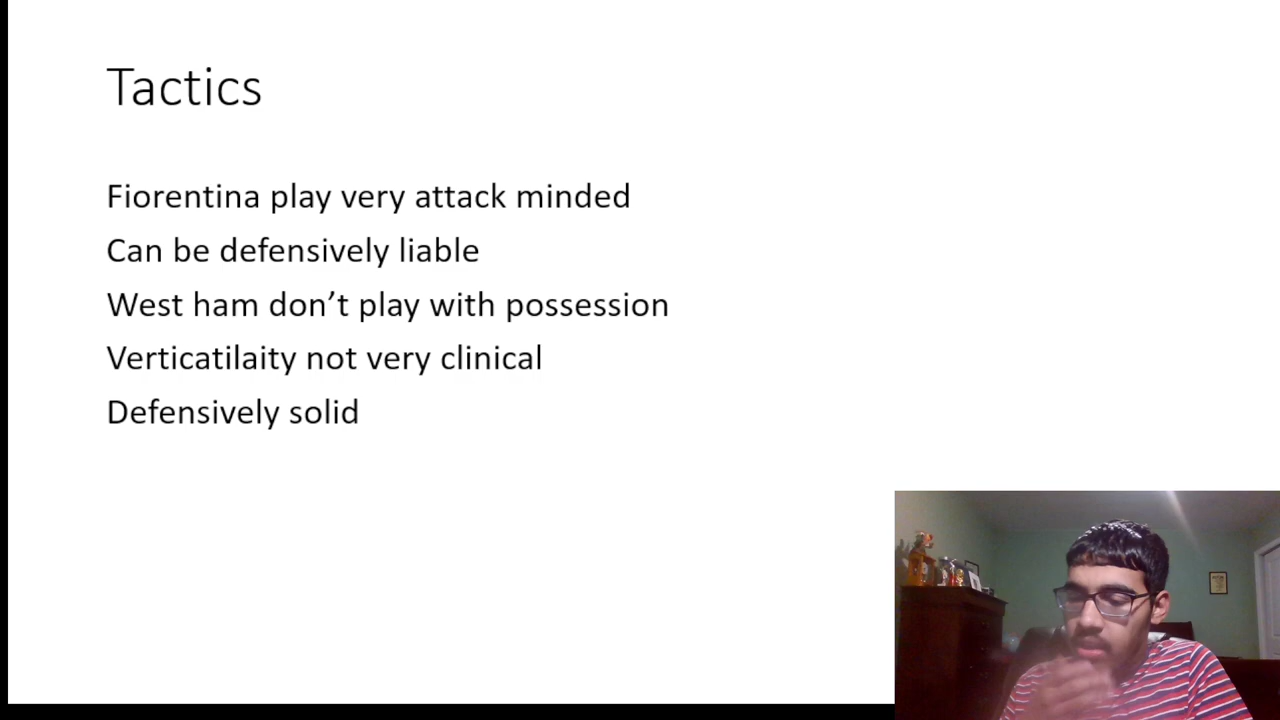 Tactics
Fiorentina play very attack minded
Can be defensively liable
West ham don’t play with possession
Verticatilaity not very clinical
Defensively solid